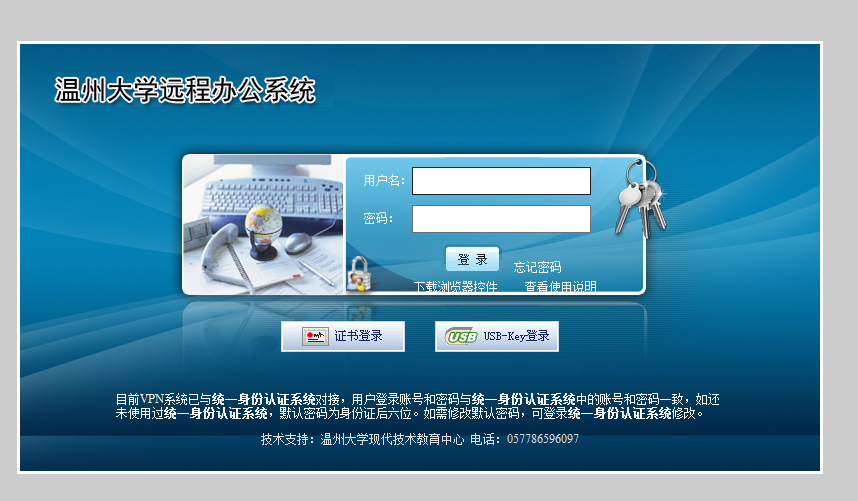 温州大学远程办公系统
用户名：
密码：
登 录
忘记密码
下载浏览器控件 查看使用说明
证书登录 USB USB-Key登录
目前VPN系统已与统一身份认证系统对接，用户登录账号和密码与统一身份认证系统中的账号和密码一致，如还
未使用过统一身份认证系统，默认密码为身份证后六位。如需修改默认密码，可登录统一身份认证系统修改。
技术支持：温州大学现代技术教育中心 电话：057786596097